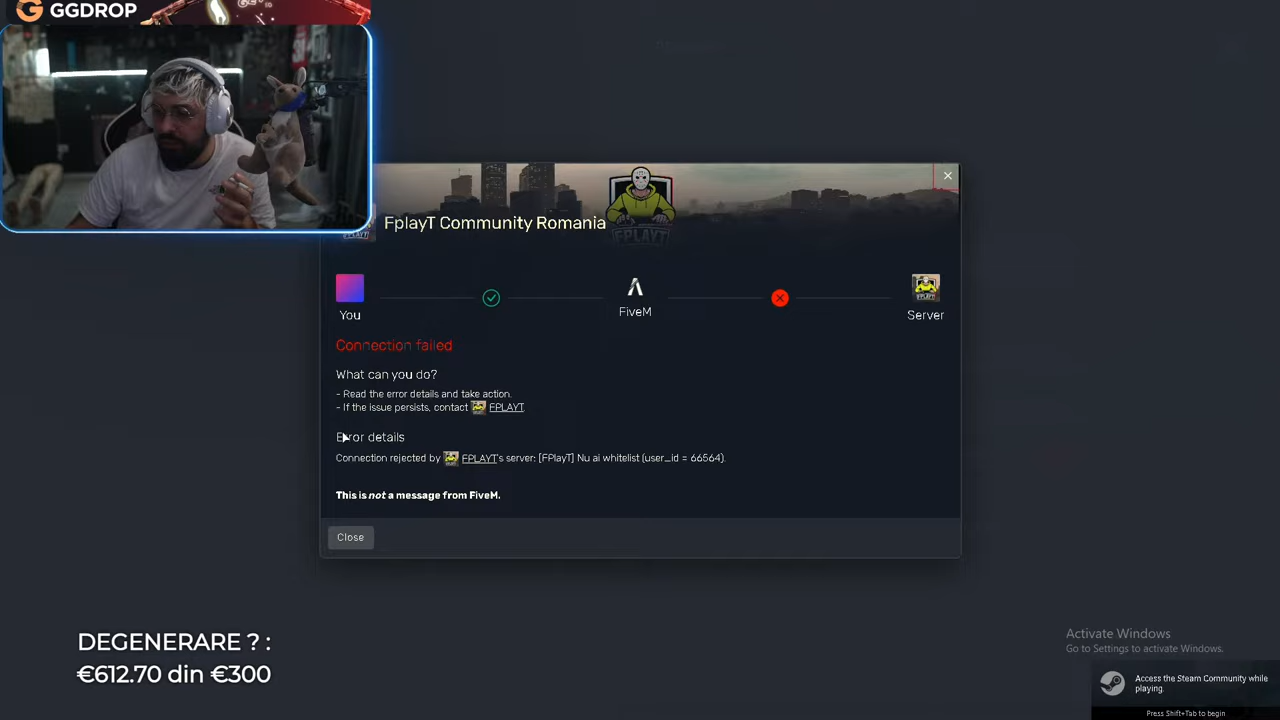 GGDROP
FplayT Community Romania
FPLAYT
You
FiveM
Server
Connection failed
What can you do?
- Read the error details and take action.
- If the issue persists, contact FPLAYT.
Error details
Connection rejected by FPLAYT's server: [FPlayT] Nu ai whitelist (user_id = 66564).
This is not a message from FiveM.
Close
DEGENERARE ? :
€612.70 din €300
Activate Windows
Go to Settings to activate Windows.
Access the Steam Community while
playing.
Press Shift+Tab to begin